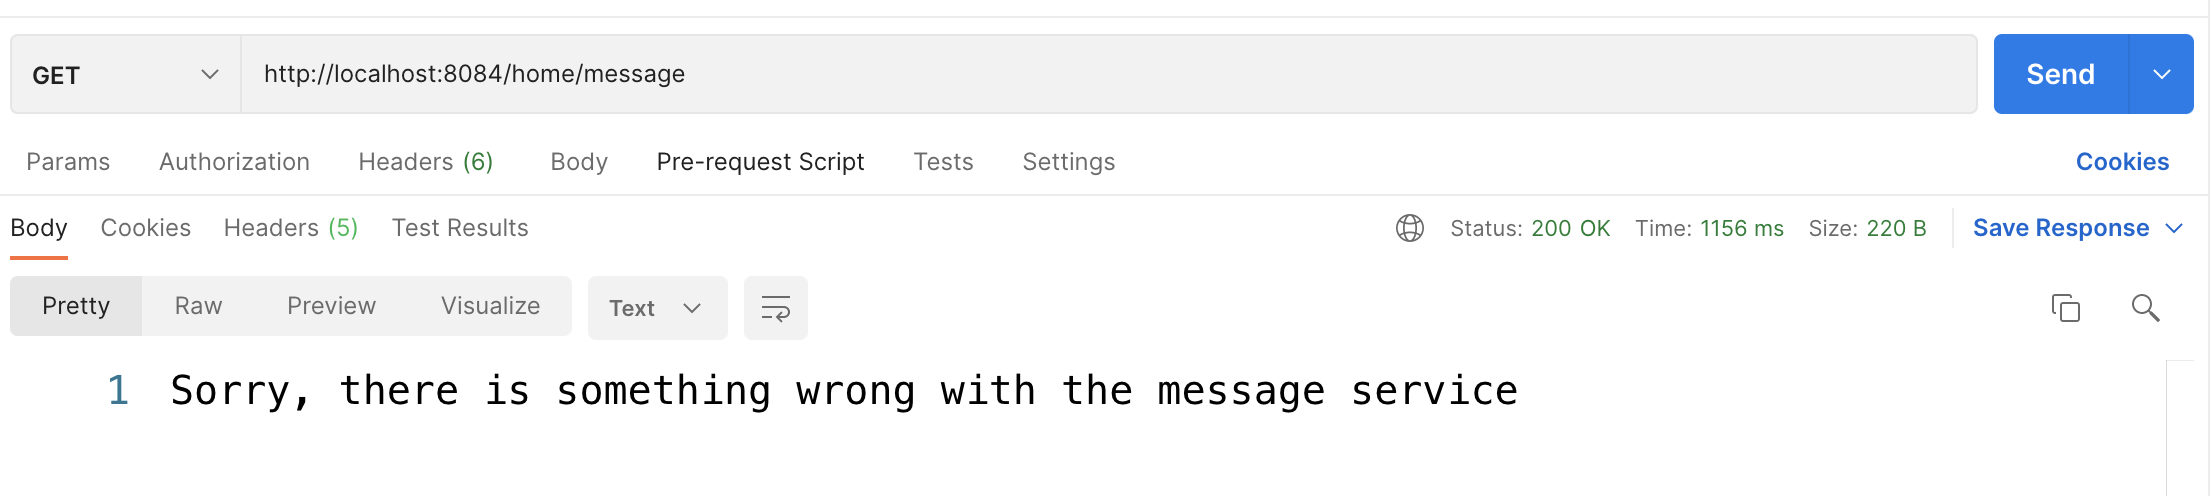 GET http://localhost:8084/home/message Send
Params Authorization Headers (6) Body Pre-request Script Tests Settings Cookies
Body Cookies Headers (5) Test Results Status: 200 OK Time: 1156 ms Size: 220 B Save Response
Pretty Raw Preview Visualize Text
1 Sorry, there is something wrong with the message service